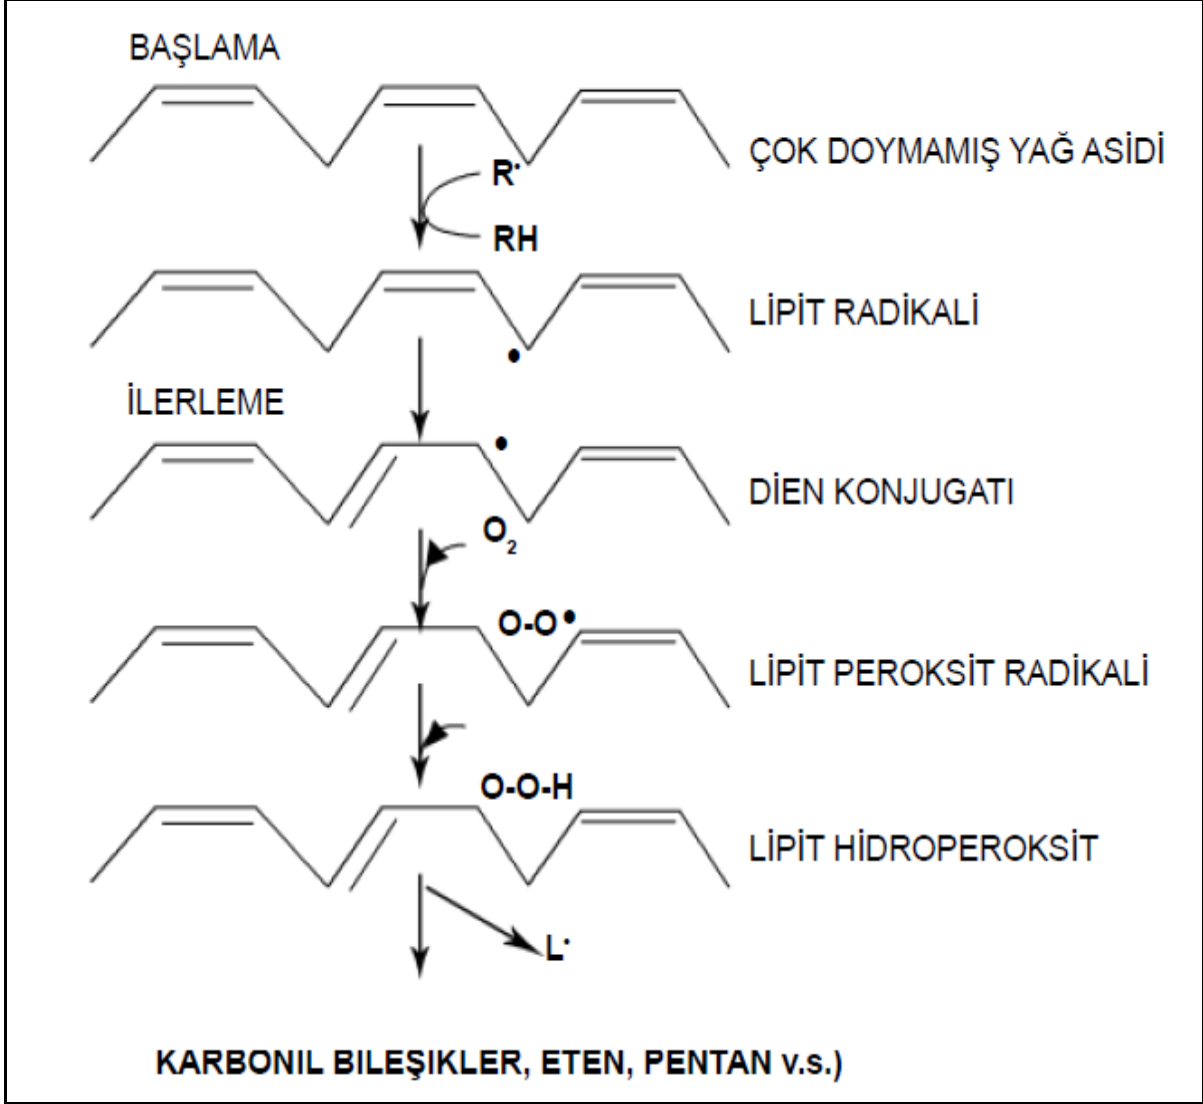 BAŞLAMA
ÇOK DOYMAMIŞ YAĞ ASİDİ
R·
RH
LİPİT RADİKALİ
İLERLEME
DİEN KONJUGATI
O₂
O-O•
LİPİT PEROKSİT RADİKALİ
O-O-H
LİPİT HİDROPEROKSİT
L·
KARBONIL BILEŞIKLER, ETEN, PENTAN v.s.)